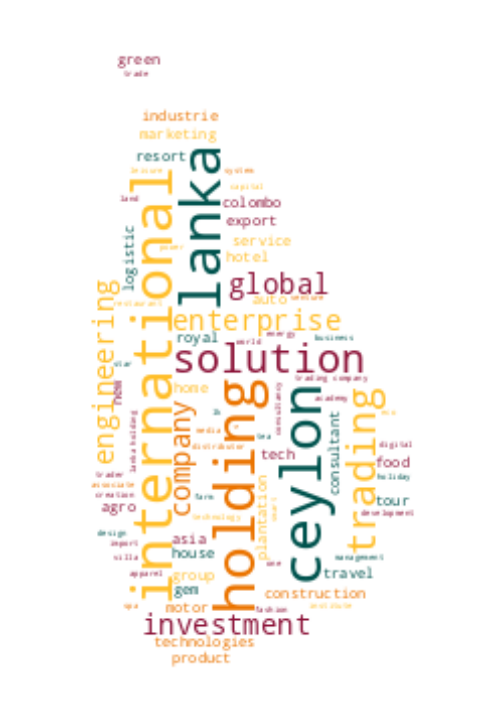 green
trade
industrie
marketing
resort
leisure
system
lanka
international
capital
land
colombo
export
logistic
service
power
hotel
global
engineering
auto
venture
restaurant
enterprise
royal
energy
business
world
solution
star
new
trading company
home
holding
ceylon
consultancy
academy
trading
company
lk
lanka holding
consultant
media
tea
distributor
digital
tech
food
trader
plantation
holiday
associate
farm
creation
smart
tour
agro
technology
development
design
asia
import
house
villa
one
management
apparel
group
travel
gem
construction
spa
motor
fashion
institute
investment
technologies
product